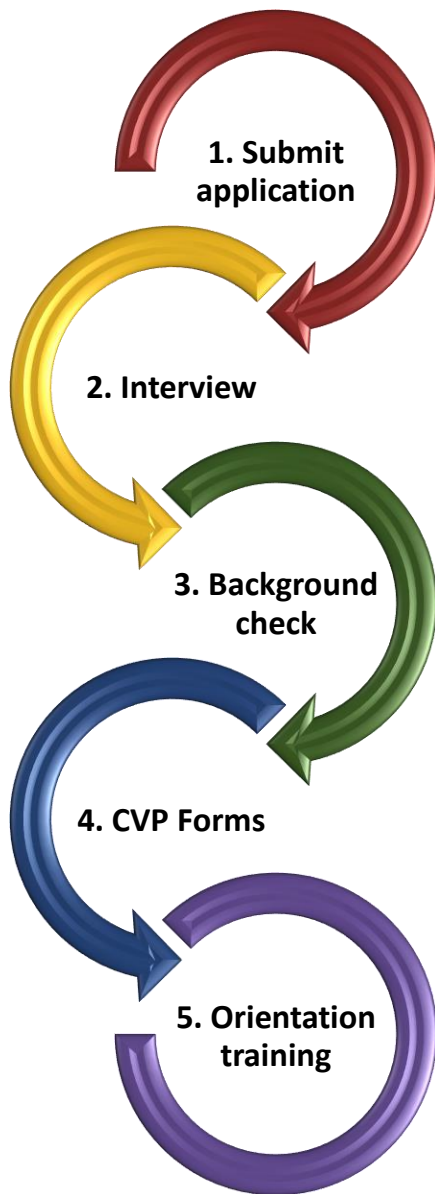 1. Submit
application
2. Interview
3. Background
check
4. CVP Forms
5. Orientation
training